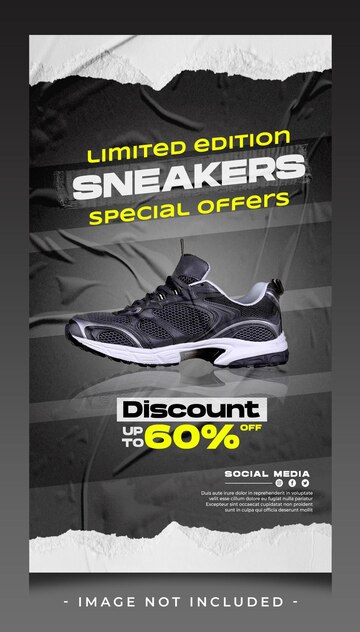 Limited Edition
SNEAKERS
Special Offers
Discount
UP TO 60% OFF
SOCIAL MEDIA
Duis aute irure dolor in reprehenderit in voluptate
velit esse cillum dolore eu fugiat nulla pariatur
Excepteur sint occaecat cupidatat non proident
sunt in culpa qui officia deserunt mollit
- IMAGE NOT INCLUDED -